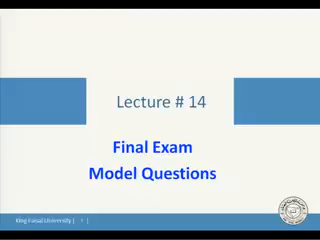 Lecture # 14
Final Exam
Model Questions
King Faisal University | 1 |